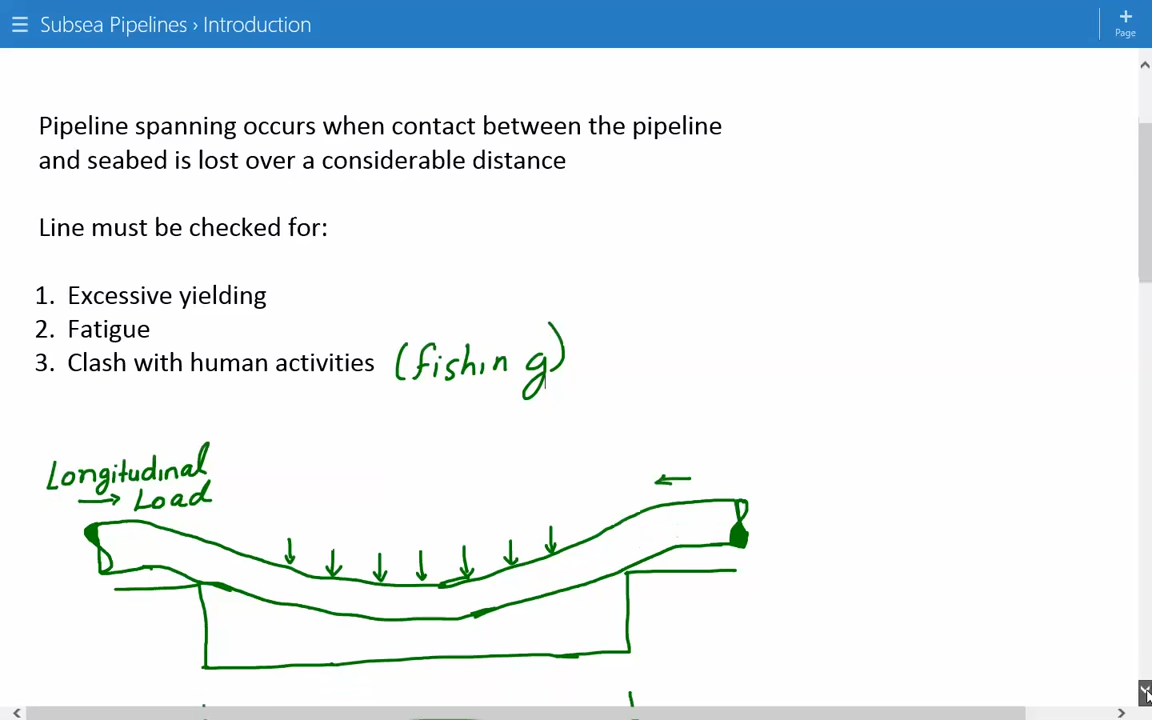 Subsea Pipelines › Introduction
Page
Pipeline spanning occurs when contact between the pipeline
and seabed is lost over a considerable distance
Line must be checked for:
1. Excessive yielding
2. Fatigue
3. Clash with human activities (fishing)
Longitudinal
Load